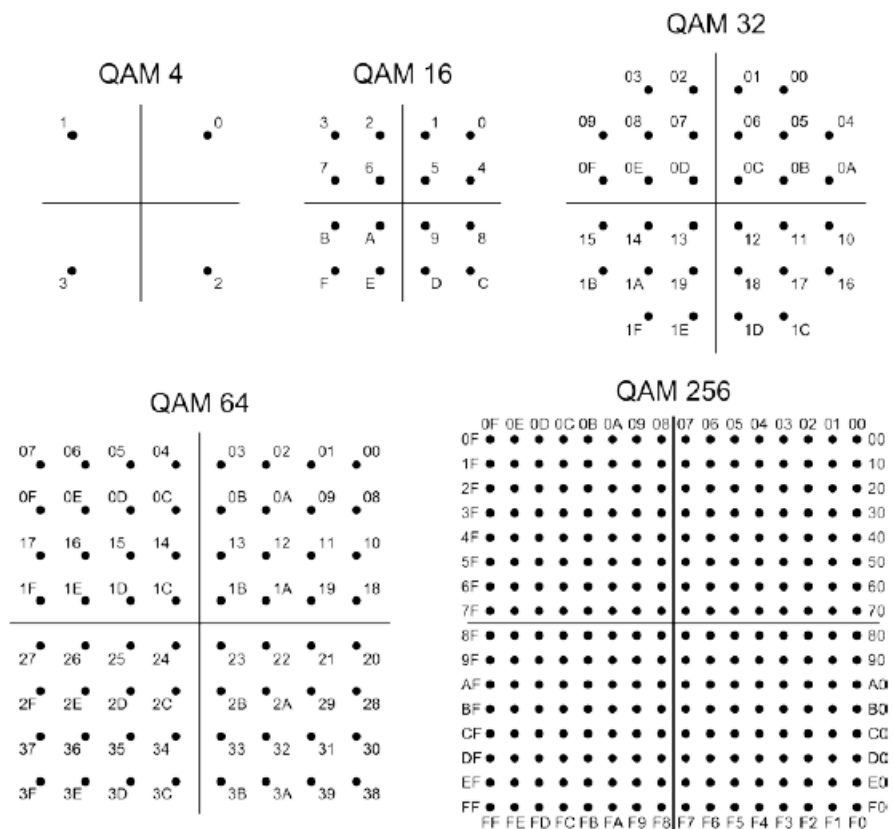 QAM 4
1 0
3 2
QAM 16
3 2 1 0
7 6 5 4
B A 9 8
F E D C
QAM 32
03 02 01 00
09 08 07 06 05 04
0F 0E 0D 0C 0B 0A
15 14 13 12 11 10
1B 1A 19 18 17 16
1F 1E 1D 1C
QAM 64
07 06 05 04 03 02 01 00
0F 0E 0D 0C 0B 0A 09 08
17 16 15 14 13 12 11 10
1F 1E 1D 1C 1B 1A 19 18
27 26 25 24 23 22 21 20
2F 2E 2D 2C 2B 2A 29 28
37 36 35 34 33 32 31 30
3F 3E 3D 3C 3B 3A 39 38
QAM 256
0F 0E 0D 0C 0B 0A 09 08 07 06 05 04 03 02 01 00
0F 00
1F 10
2F 20
3F 30
4F 40
5F 50
6F 60
7F 70
8F 80
9F 90
AF A0
BF B0
CF C0
DF D0
EF E0
FF F0
FF FE FD FC FB FA F9 F8 F7 F6 F5 F4 F3 F2 F1 F0